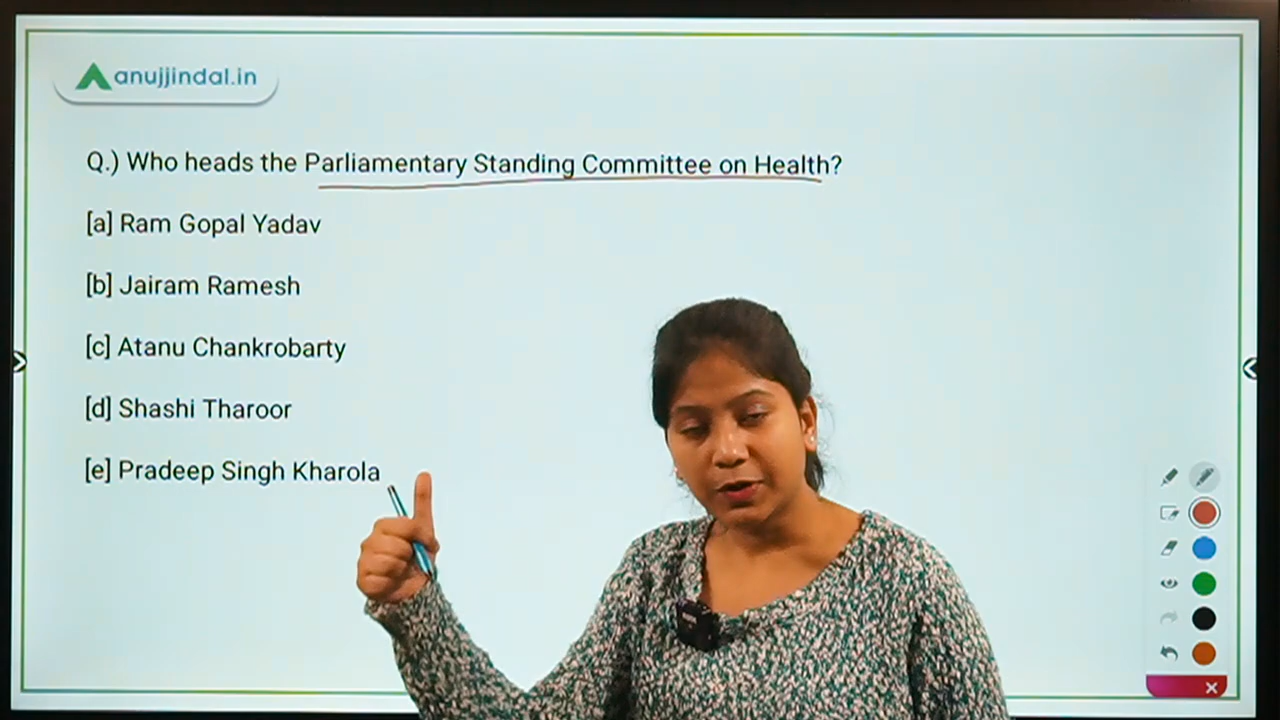 anujjindal.in
Q.) Who heads the Parliamentary Standing Committee on Health?
[a] Ram Gopal Yadav
[b] Jairam Ramesh
[c] Atanu Chankrobarty
[d] Shashi Tharoor
[e] Pradeep Singh Kharola